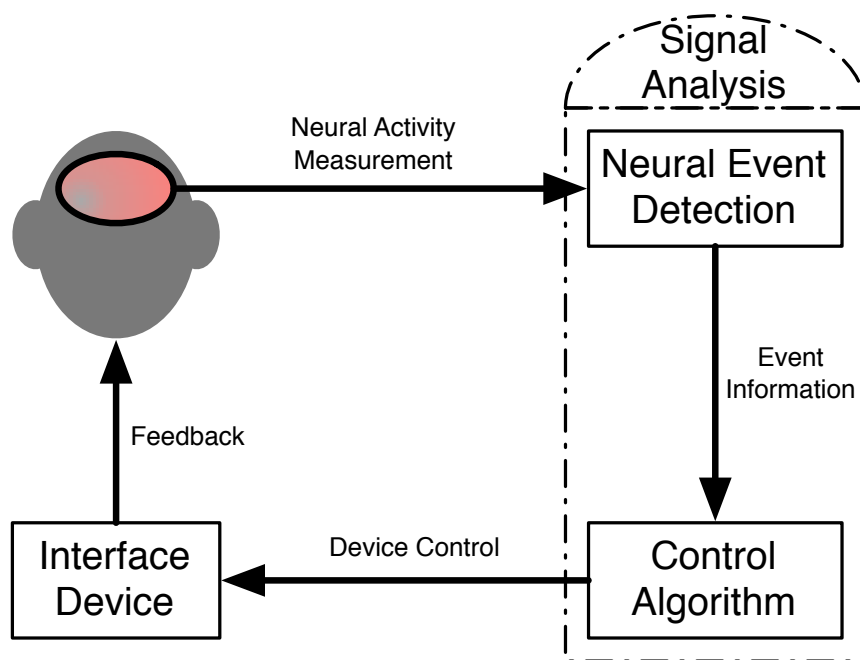 Signal
Analysis
Neural Activity
Measurement
Neural Event
Detection
Event
Information
Feedback
Interface
Device
Device Control
Control
Algorithm